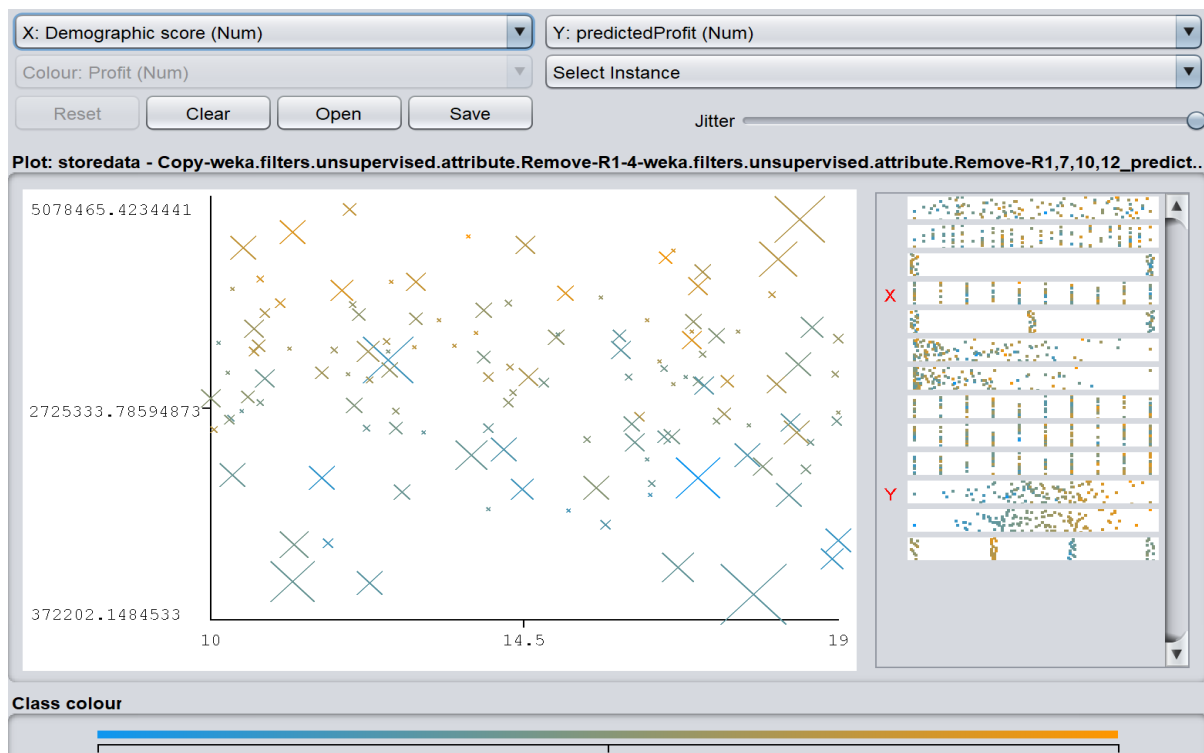 X: Demographic score (Num)
Y: predictedProfit (Num)
Colour: Profit (Num)
Select Instance
Reset
Clear
Open
Save
Jitter
Plot: storedata - Copy-weka.filters.unsupervised.attribute.Remove-R1-4-weka.filters.unsupervised.attribute.Remove-R1,7,10,12_predict..
5078465.4234441
2725333.78594873
372202.1484533
10
14.5
19
X
Y
Class colour